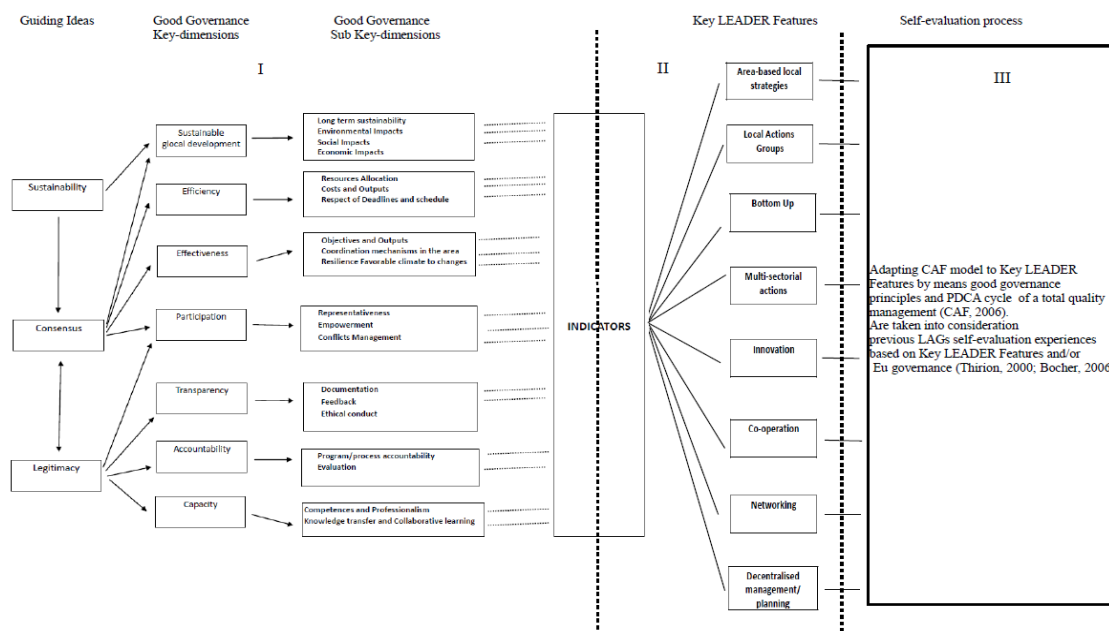 Guiding Ideas
Good Governance
Key-dimensions
Good Governance
Sub Key-dimensions
Key LEADER Features
Self-evaluation process
I
II
III
Sustainability
Consensus
Legitimacy
Sustainable
glocal development
Efficiency
Effectiveness
Participation
Transparency
Accountability
Capacity
Long term sustainability
Environmental Impacts
Social Impacts
Economic Impacts
Resources Allocation
Costs and Outputs
Respect of Deadlines and schedule
Objectives and Outputs
Coordination mechanisms in the area
Resilience Favorable climate to changes
Representativeness
Empowerment
Conflicts Management
Documentation
Feedback
Ethical conduct
Program/process accountability
Evaluation
Competences and Professionalism
Knowledge transfer and Collaborative learning
INDICATORS
Area-based local
strategies
Local Actions
Groups
Bottom Up
Multi-sectorial
actions
Innovation
Co-operation
Networking
Decentralised
management/
planning
Adapting CAF model to Key LEADER
Features by means good governance
principles and PDCA cycle of a total quality
management (CAF, 2006).
Are taken into consideration
previous LAGs self-evaluation experiences
based on Key LEADER Features and/or
Eu governance (Thirion, 2000; Bocher, 2006